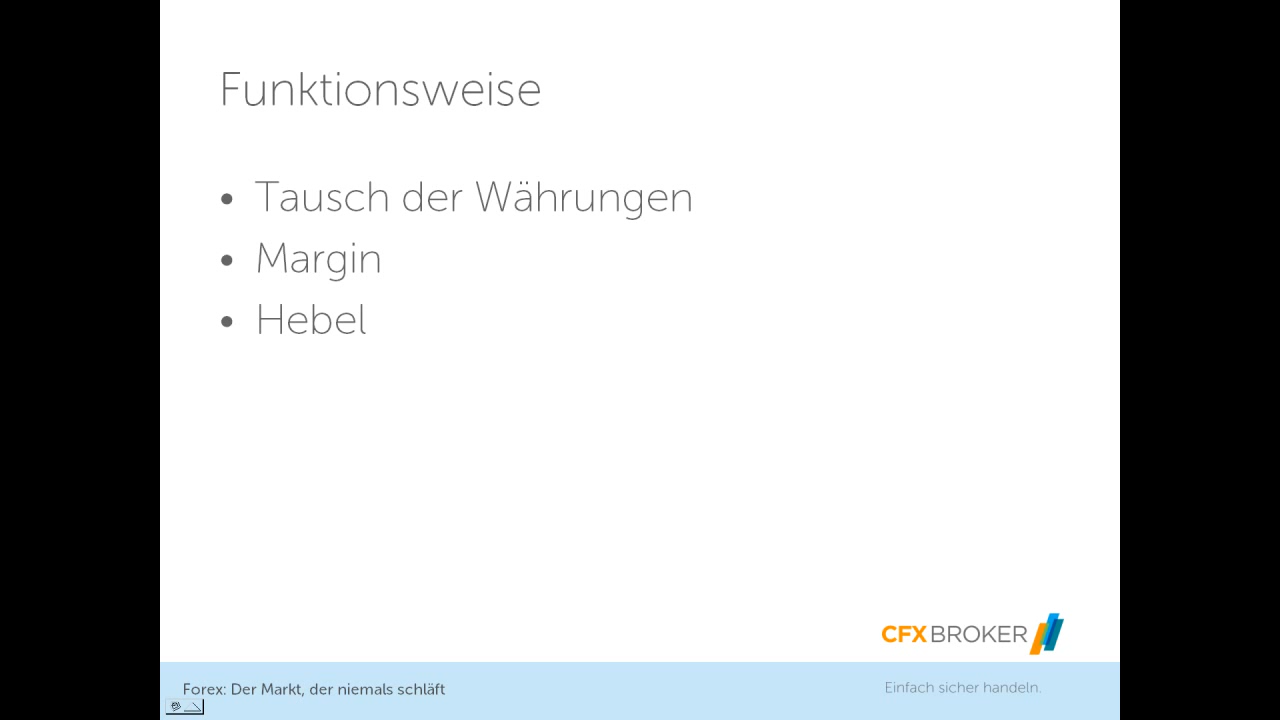 Funktionsweise
• Tausch der Währungen
• Margin
• Hebel
CFXBROKER
Forex: Der Markt, der niemals schläft
Einfach sicher handeln.